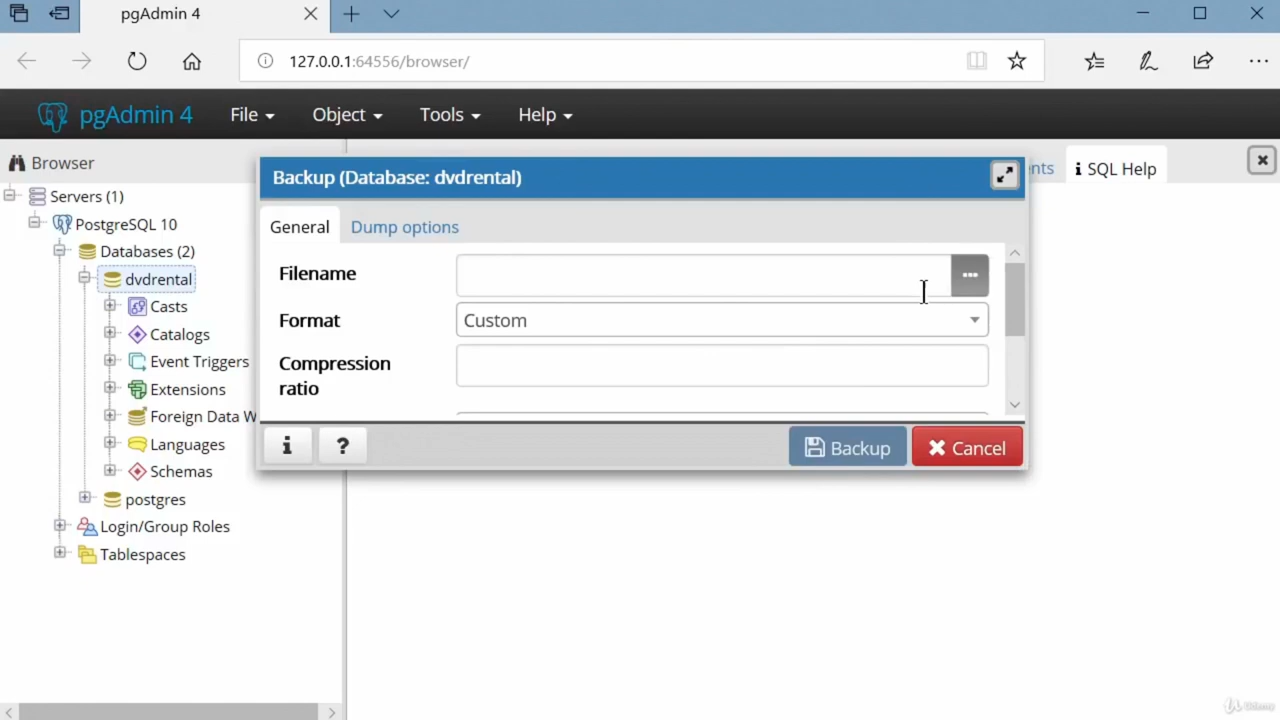 pgAdmin 4
127.0.0.1:64556/browser/
pgAdmin 4 File Object Tools Help
Browser
Servers (1)
PostgreSQL 10
Databases (2)
dvdrental
Casts
Catalogs
Event Triggers
Extensions
Foreign Data W
Languages
Schemas
postgres
Login/Group Roles
Tablespaces
nts
SQL Help
Backup (Database: dvdrental)
General Dump options
Filename
Format Custom
Compression
ratio
i ? Backup Cancel
Udemy